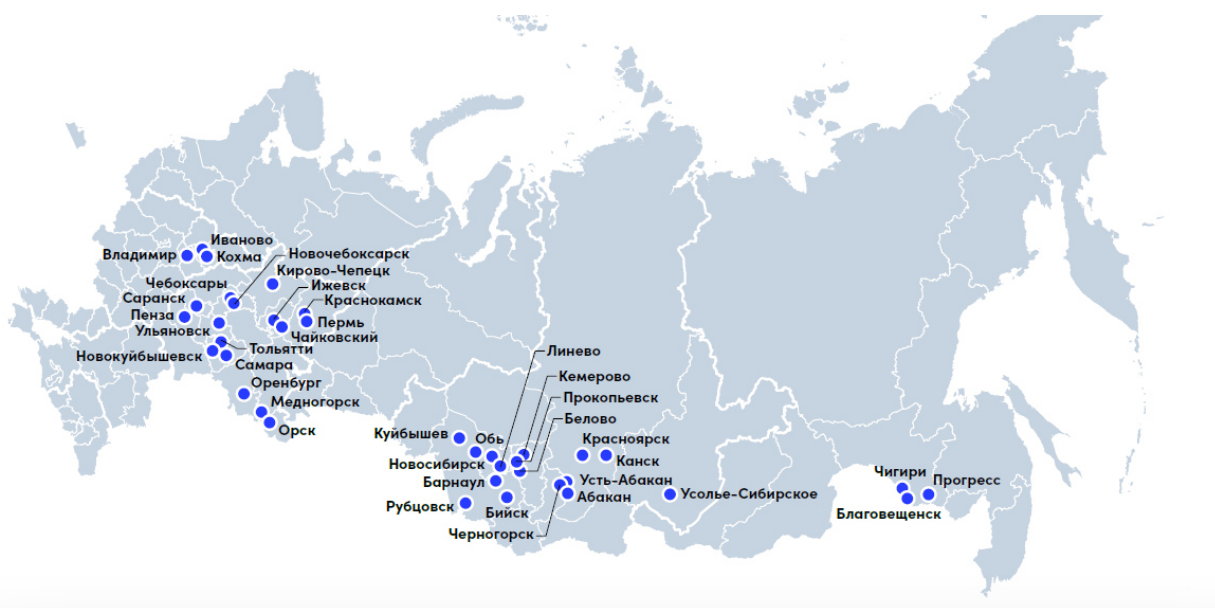 Иваново
Владимир
Кохма
Новочебоксарск
Кирово-Чепецк
Чебоксары
Ижевск
Саранск
Краснокамск
Пенза
Пермь
Ульяновск
Чайковский
Тольятти
Новокуйбышевск
Самара
Оренбург
Медногорск
Орск
Линево
Кемерово
Прокопьевск
Белово
Куйбышев
Обь
Красноярск
Новосибирск
Канск
Барнаул
Усть-Абакан
Абакан
Усолье-Сибирское
Рубцовск
Бийск
Черногорск
Чигири
Прогресс
Благовещенск